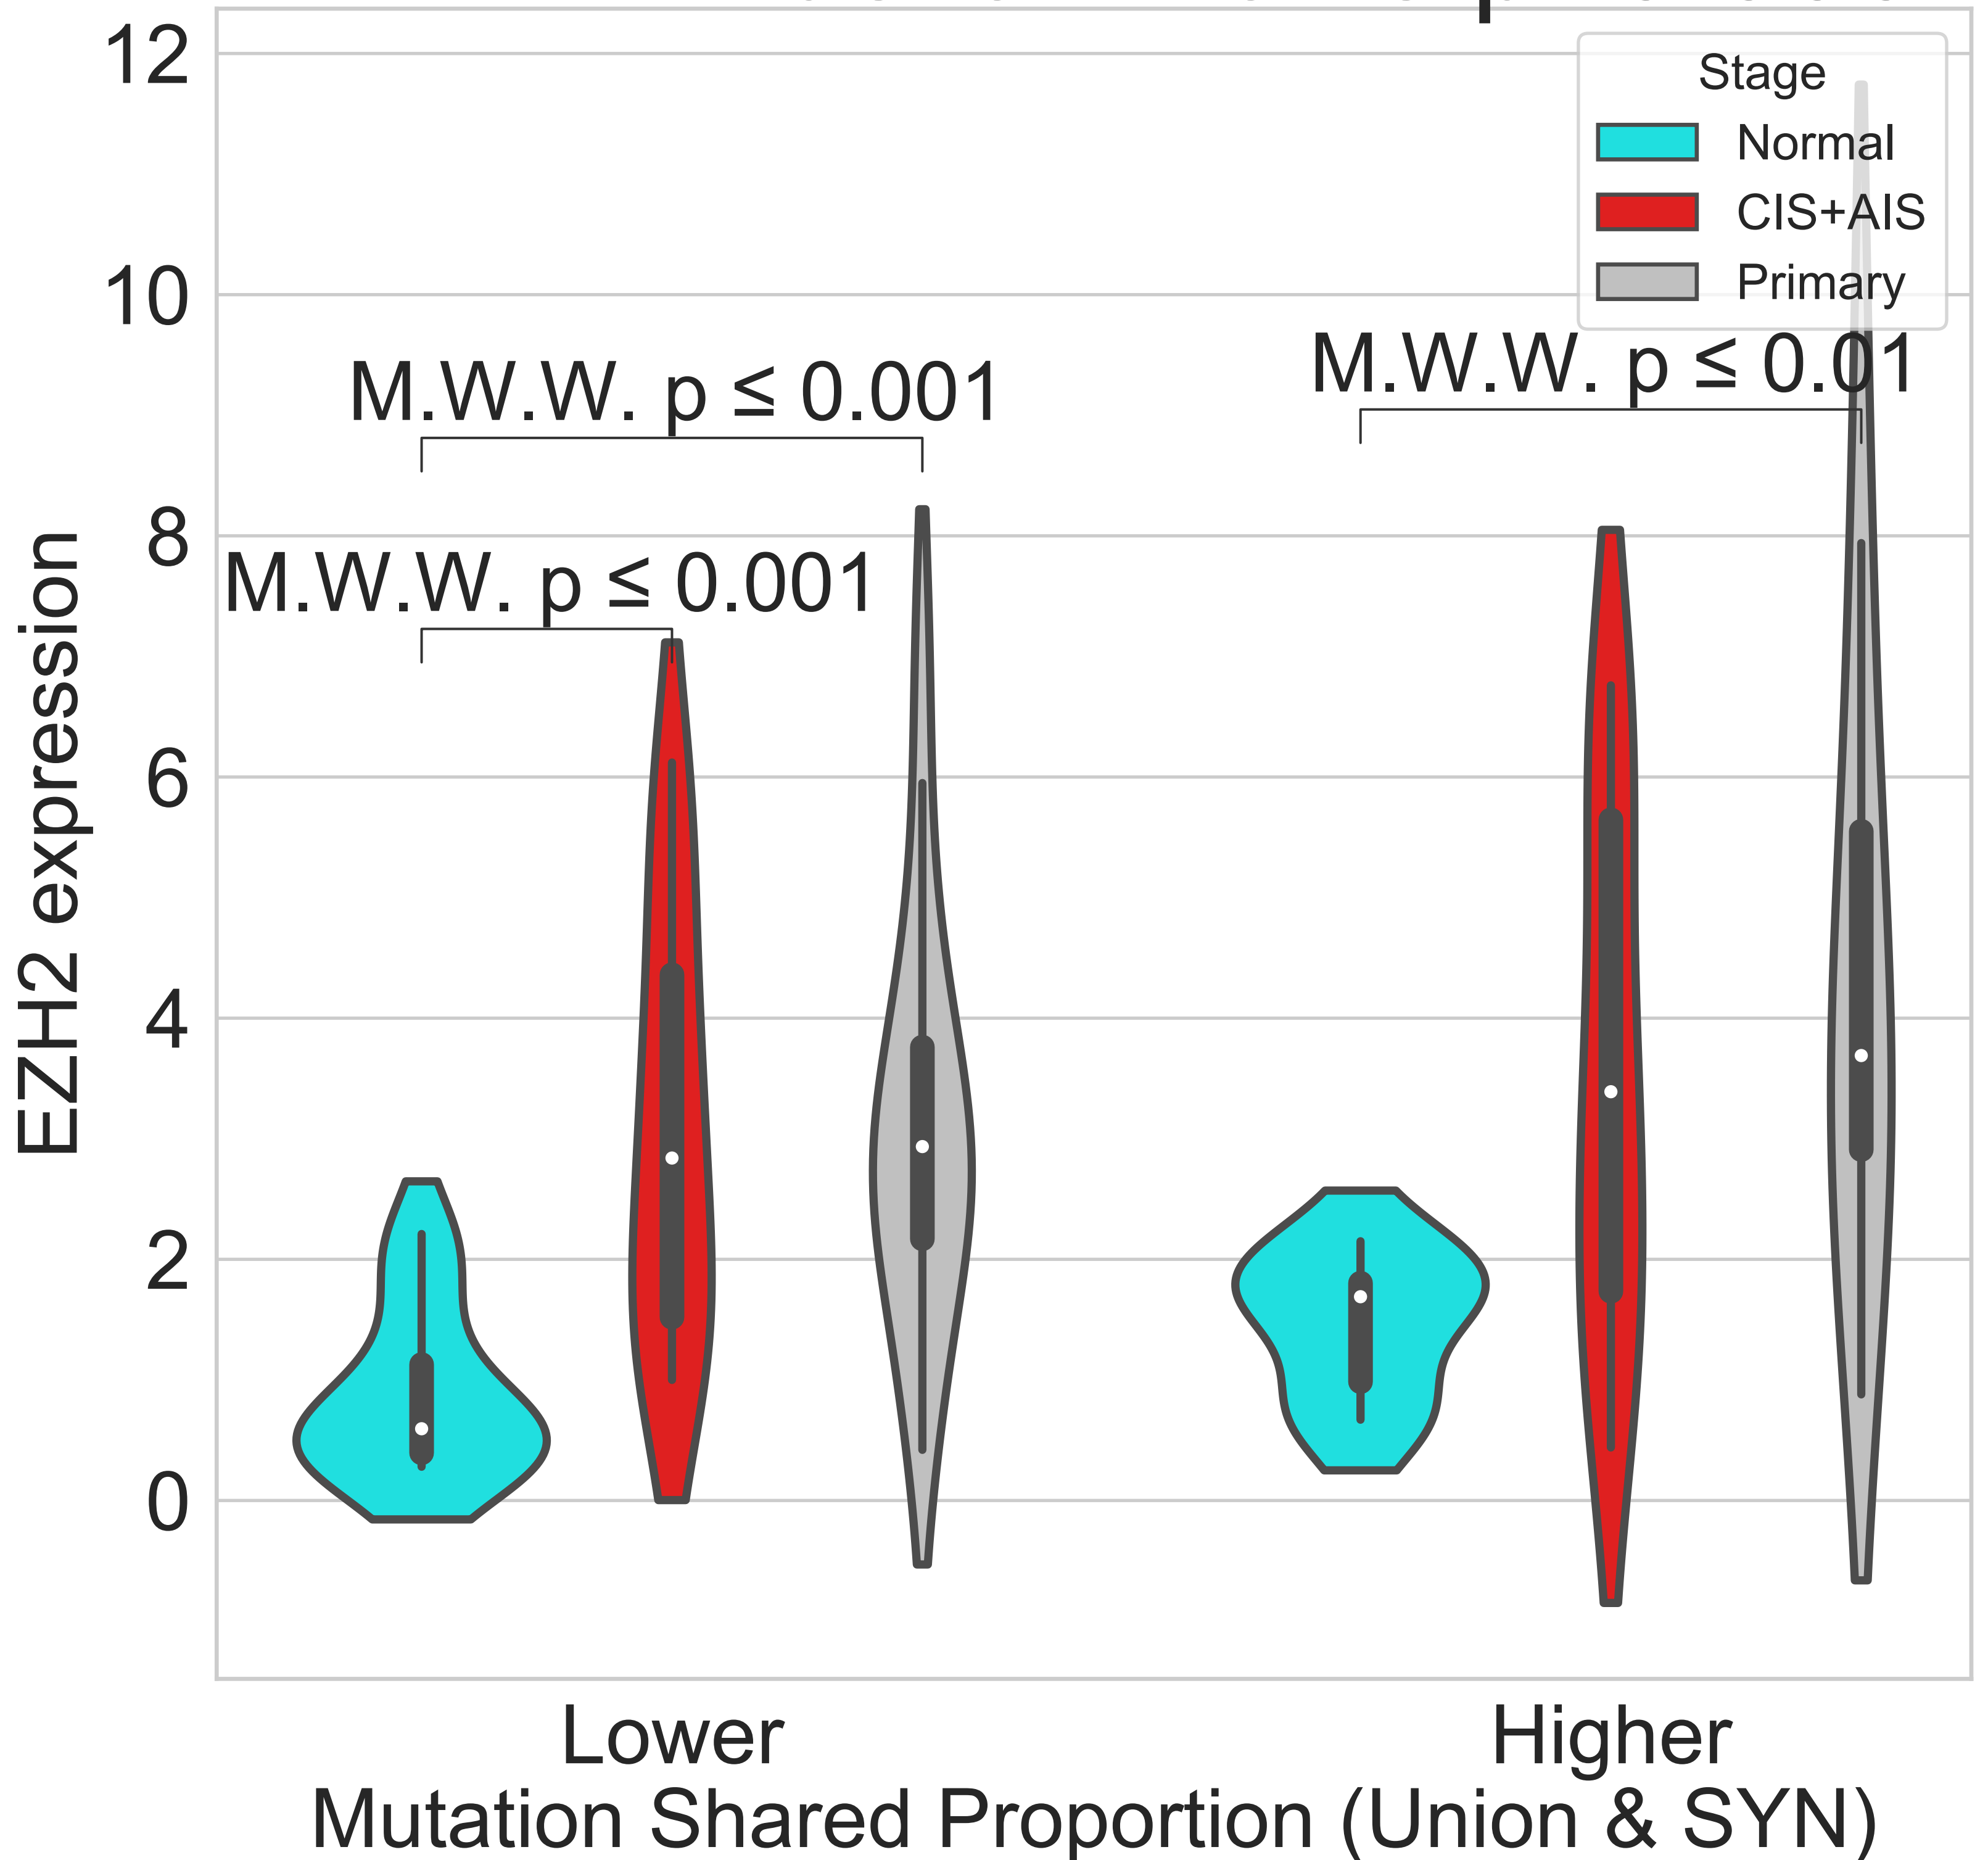 12
Stage
Normal
CIS+AIS
Primary
10
M.W.W. p ≤ 0.01
M.W.W. p ≤ 0.001
8
M.W.W. p ≤ 0.001
6
EZH2 expression
4
2
0
Lower
Higher
Mutation Shared Proportion (Union & SYN)